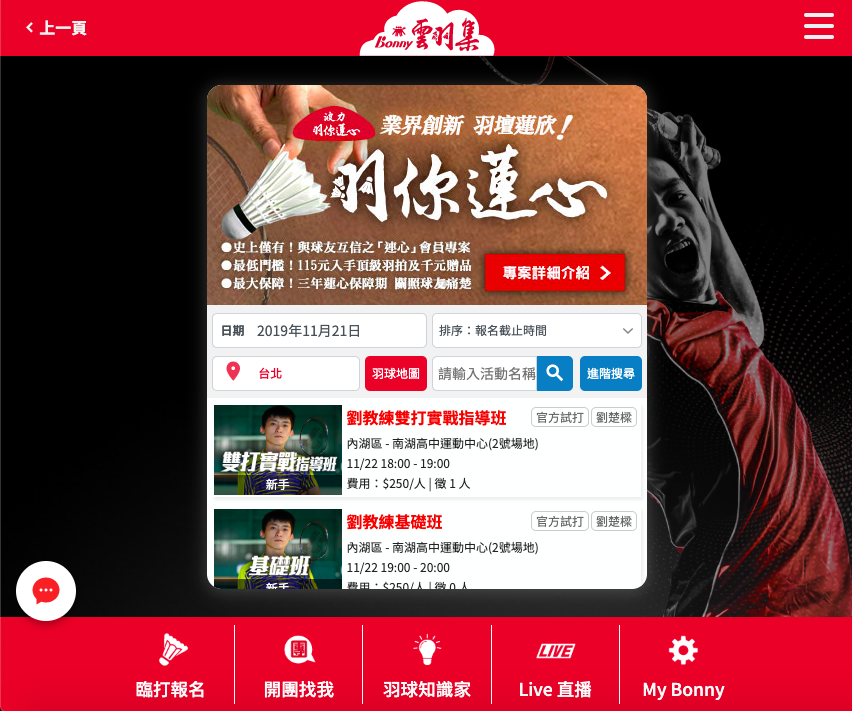 上一頁
Bonny 雲羽集
波力
羽你蓮心
業界創新 羽壇蓮欣!
羽你蓮心
●史上僅有!與球友互信之「連心」會員專案
●最低門檻!115元入手頂級羽拍及千元贈品
●最大保障!三年蓮心保障期 關照球友痛楚
專案詳細介紹
日期 2019年11月21日
排序:報名截止時間
台北
羽球地圖
請輸入活動名稱
進階搜尋
雙打實戰指導班
新手
劉教練雙打實戰指導班
官方試打 劉楚樑
內湖區 - 南湖高中運動中心(2號場地)
11/22 18:00 - 19:00
費用:$250/人 | 徵 1 人
基礎班
新手
劉教練基礎班
官方試打 劉楚樑
內湖區 - 南湖高中運動中心(2號場地)
11/22 19:00 - 20:00
費用:$250/人 | 徵 0 人
臨打報名
團
開團找我
羽球知識家
LIVE
Live 直播
My Bonny